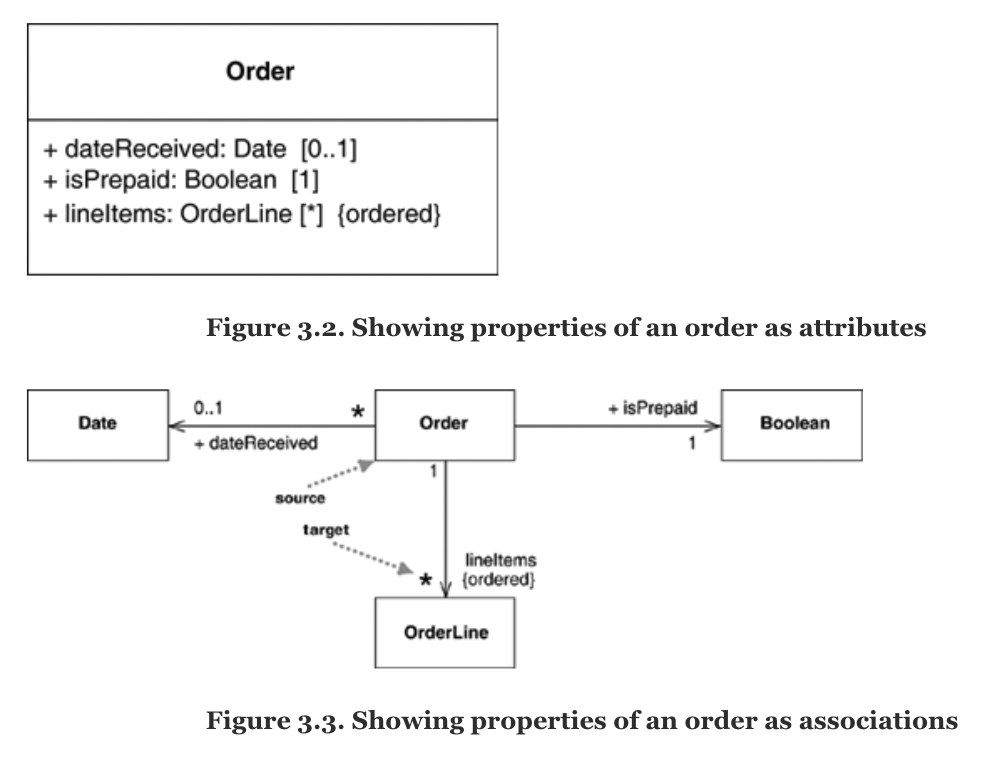 Order
+ dateReceived: Date [0..1]
+ isPrepaid: Boolean [1]
+ lineItems: OrderLine [*] {ordered}
Figure 3.2. Showing properties of an order as attributes
Date
0..1
+ dateReceived
*
Order
+ isPrepaid
1
Boolean
1
source
target
*
lineItems
{ordered}
OrderLine
Figure 3.3. Showing properties of an order as associations